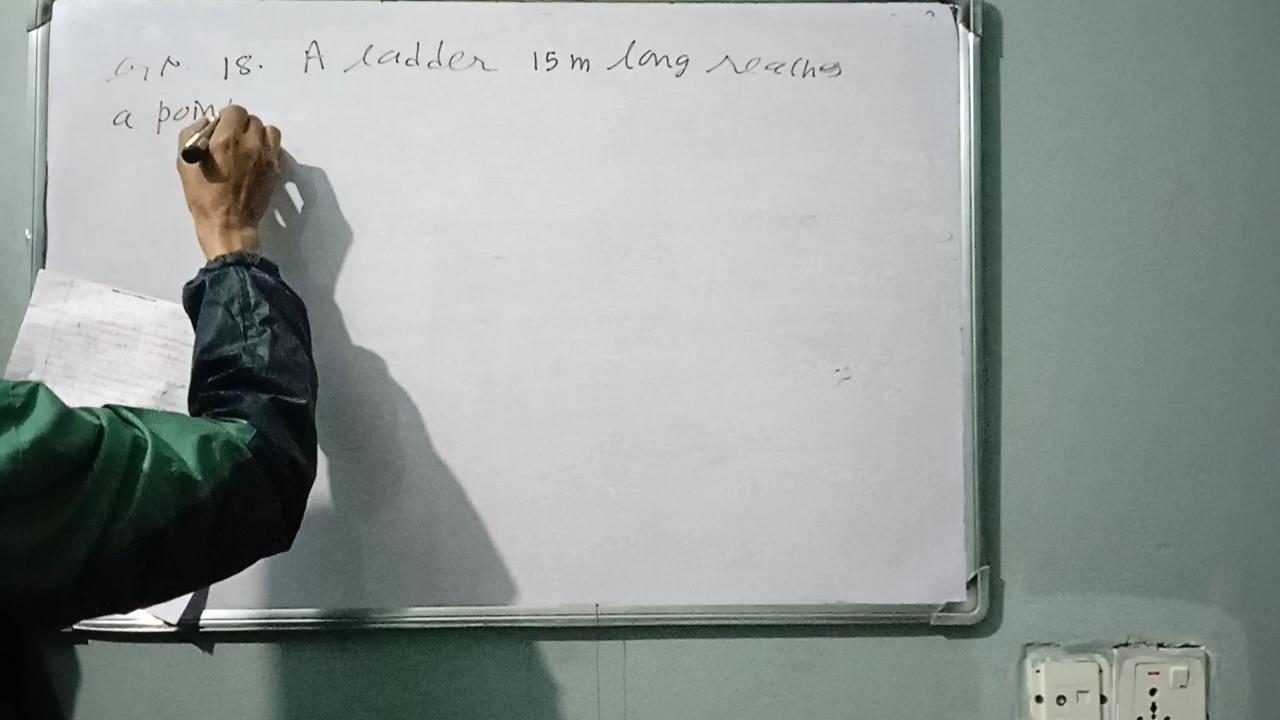 Q.N. 18. A ladder 15 m long reaches
a poin